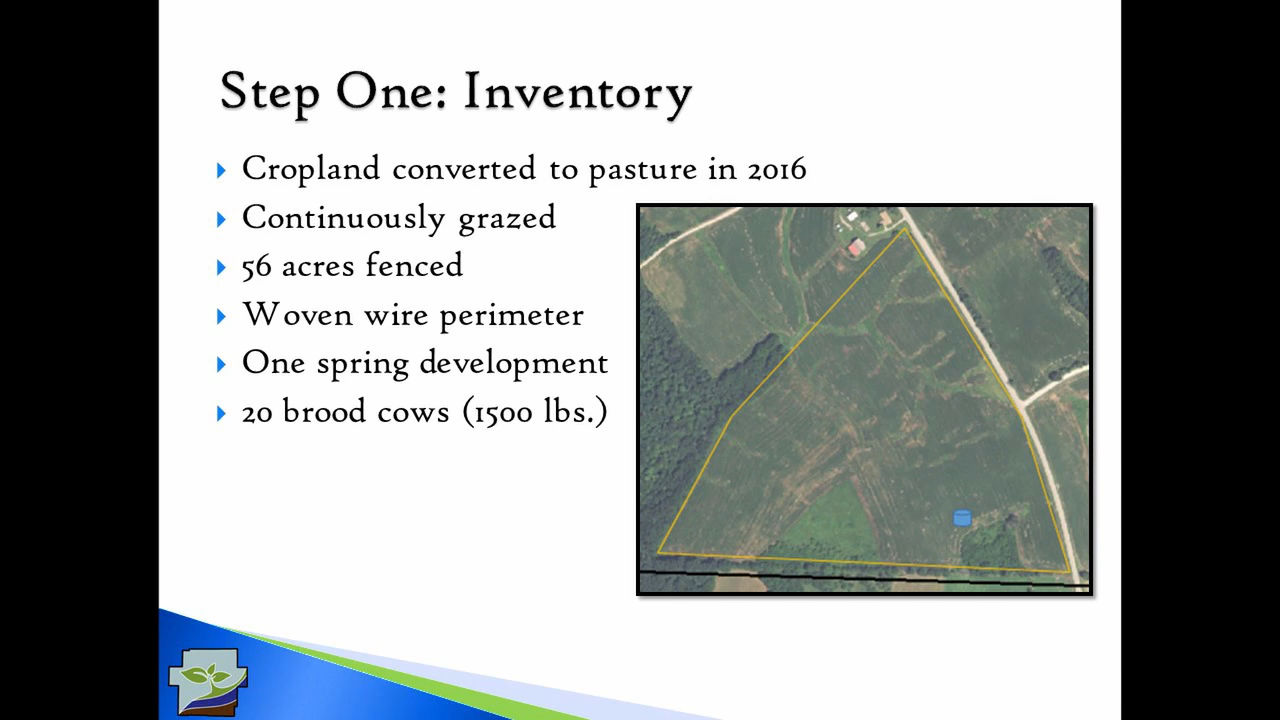 Step One: Inventory
Cropland converted to pasture in 2016
Continuously grazed
56 acres fenced
Woven wire perimeter
One spring development
20 brood cows (1500 lbs.)